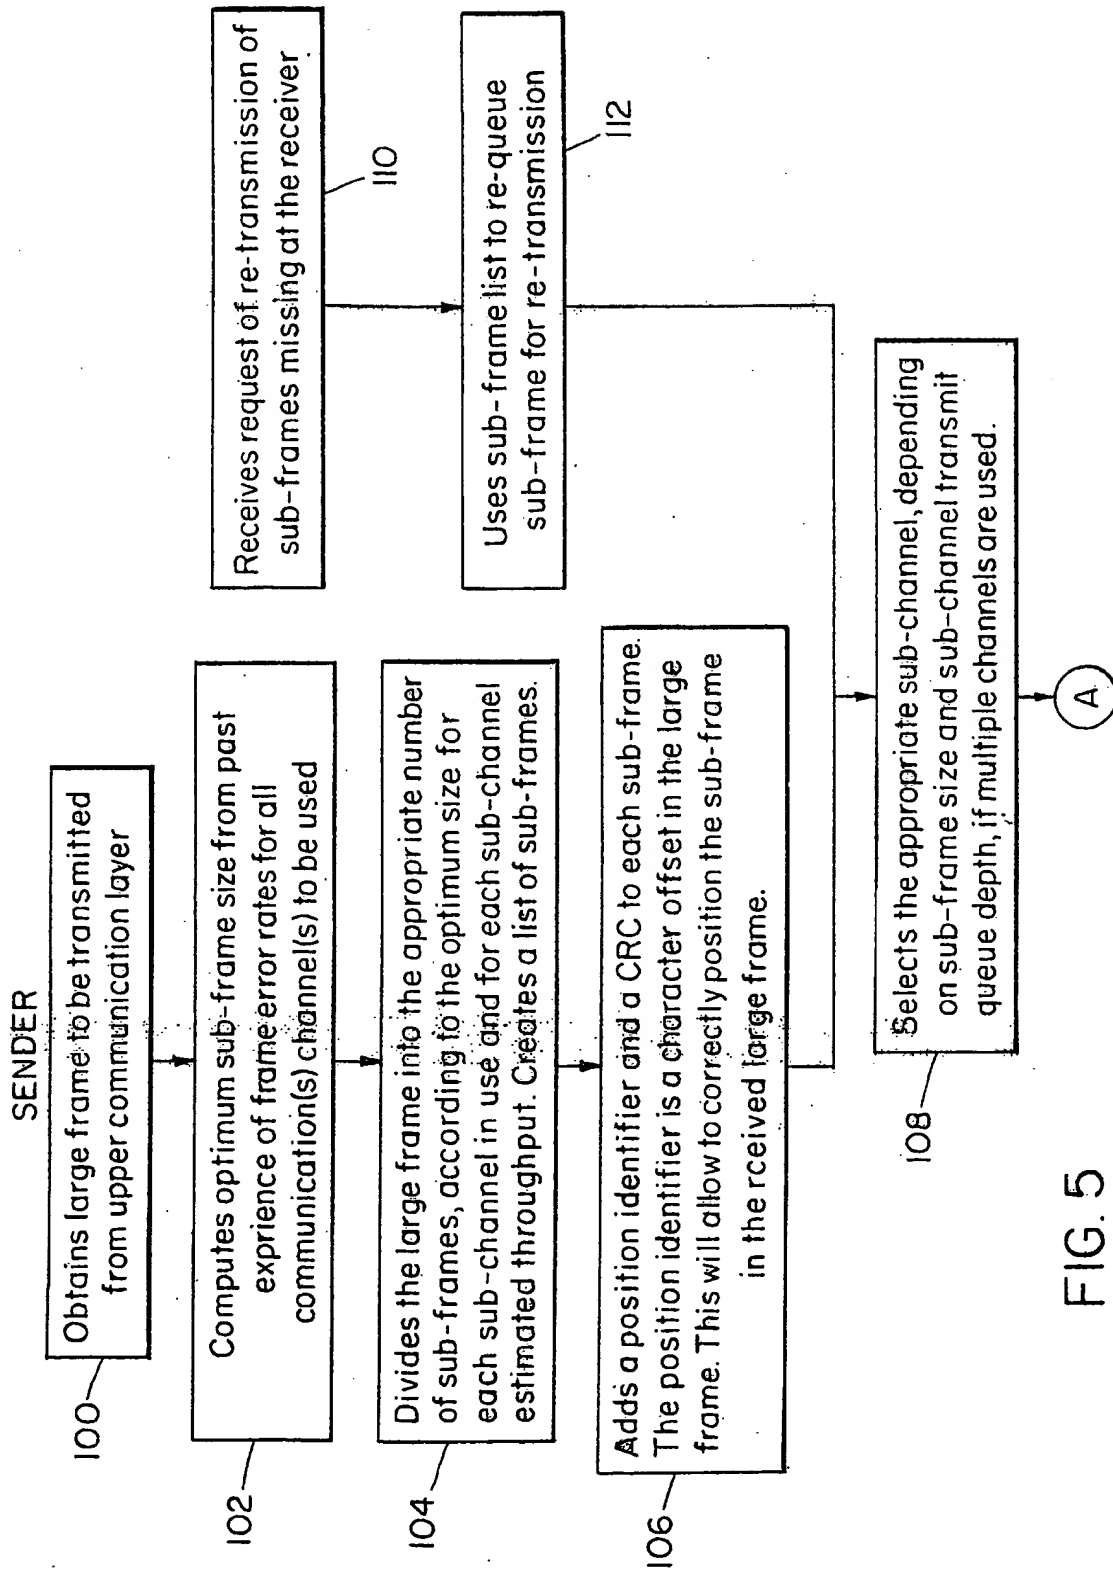 SENDER
Obtains large frame to be transmitted
from upper communication layer
100
Computes optimum sub-frame size from past
exprience of frame error rates for all
communication(s) channel(s) to be used
102
Divides the large frame into the appropriate number
of sub-frames, according to the optimum size for
each sub-channel in use and for each sub-channel
estimated throughput. Creates a list of sub-frames.
104
Adds a position identifier and a CRC to each sub-frame.
The position identifier is a character offset in the large
frame. This will allow to correctly position the sub-frame
in the rceived large frame.
106
Receives request of re-transmission of
sub-frames missing at the receiver
110
Uses sub-frame list to re-queue
sub-frame for re-transmission
112
Selects the appropriate sub-channel, depending
on sub-frame size and sub-channel transmit
queue depth, if multiple channels are used.
108
A
FIG. 5